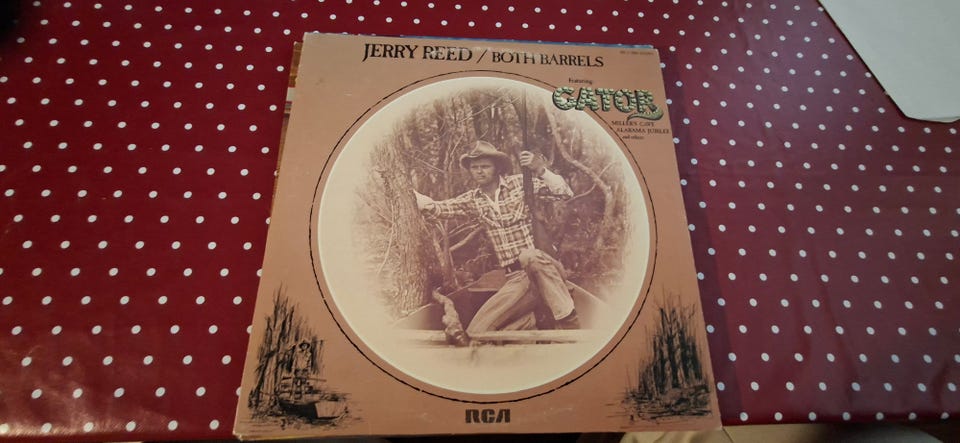 JERRY REED / BOTH BARRELS
Featuring:
GATOR
MILLER'S CAVE
ALABAMA JUBILEE
and others
RCA